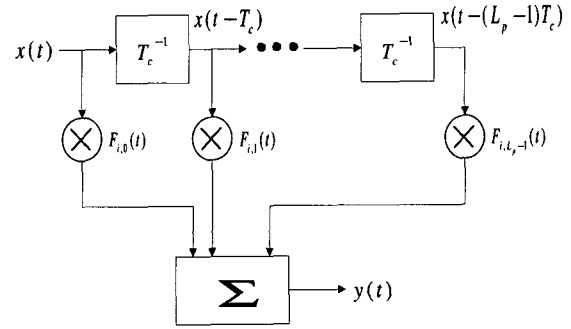 x(t)
T_c^{-1}
x(t-T_c)
T_c^{-1}
x(t-(L_p-1)T_c)
F_{i,0}(t)
F_{i,1}(t)
F_{i,L_p-1}(t)
Σ
y(t)